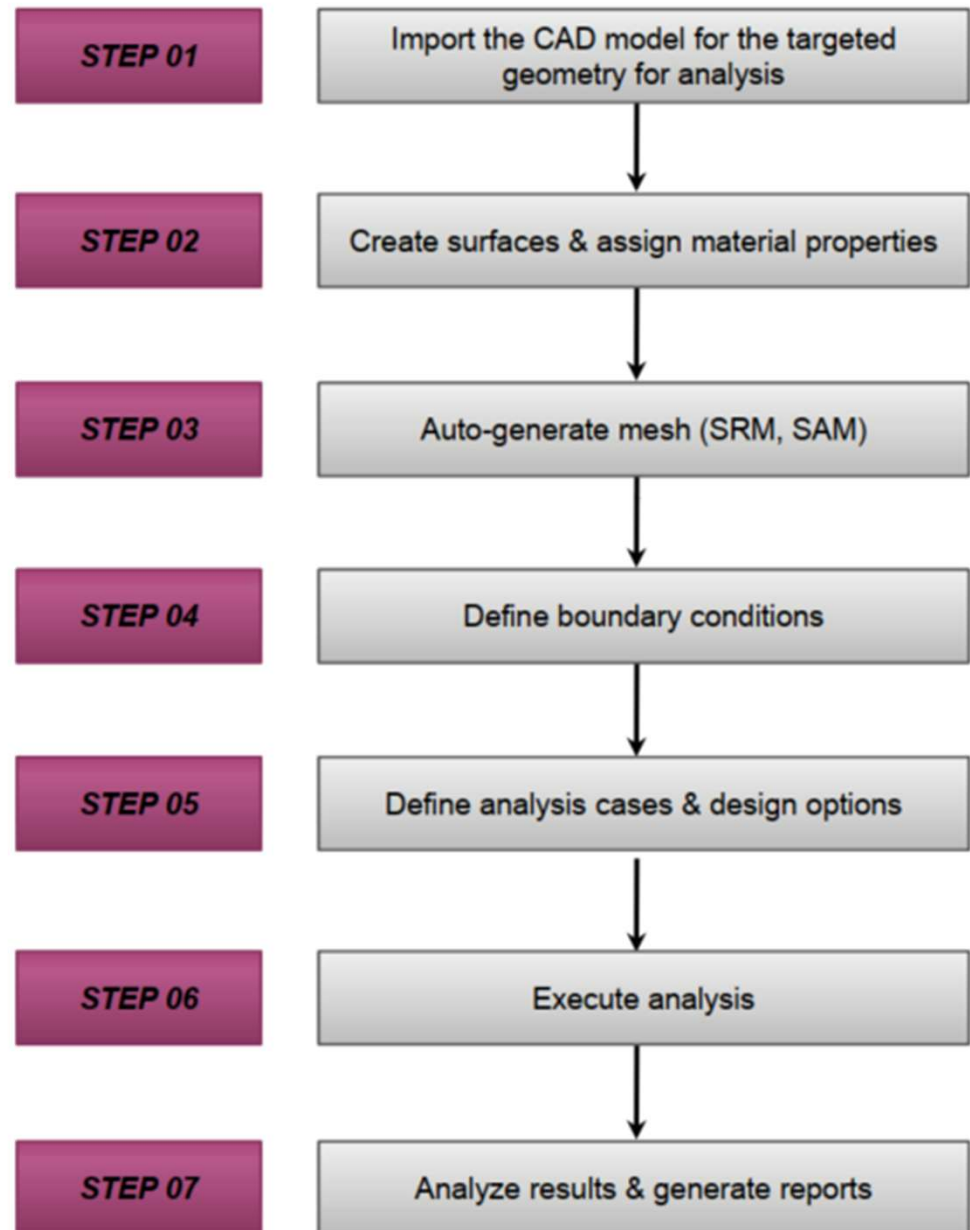 STEP 01
Import the CAD model for the targeted
geometry for analysis
STEP 02
Create surfaces & assign material properties
STEP 03
Auto-generate mesh (SRM, SAM)
STEP 04
Define boundary conditions
STEP 05
Define analysis cases & design options
STEP 06
Execute analysis
STEP 07
Analyze results & generate reports